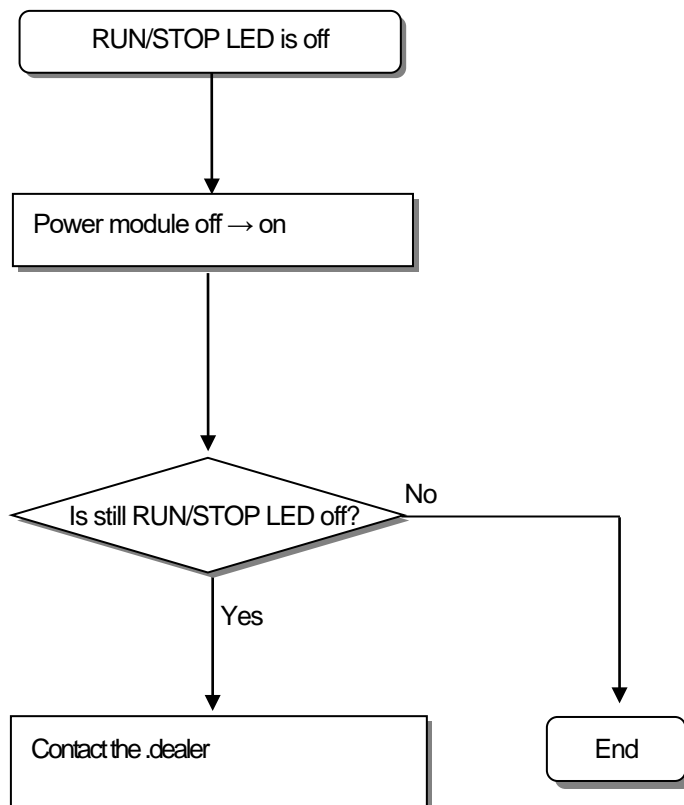 RUN/STOP LED is off
Power module off → on
Is still RUN/STOP LED off?
No
Yes
Contact the .dealer
End